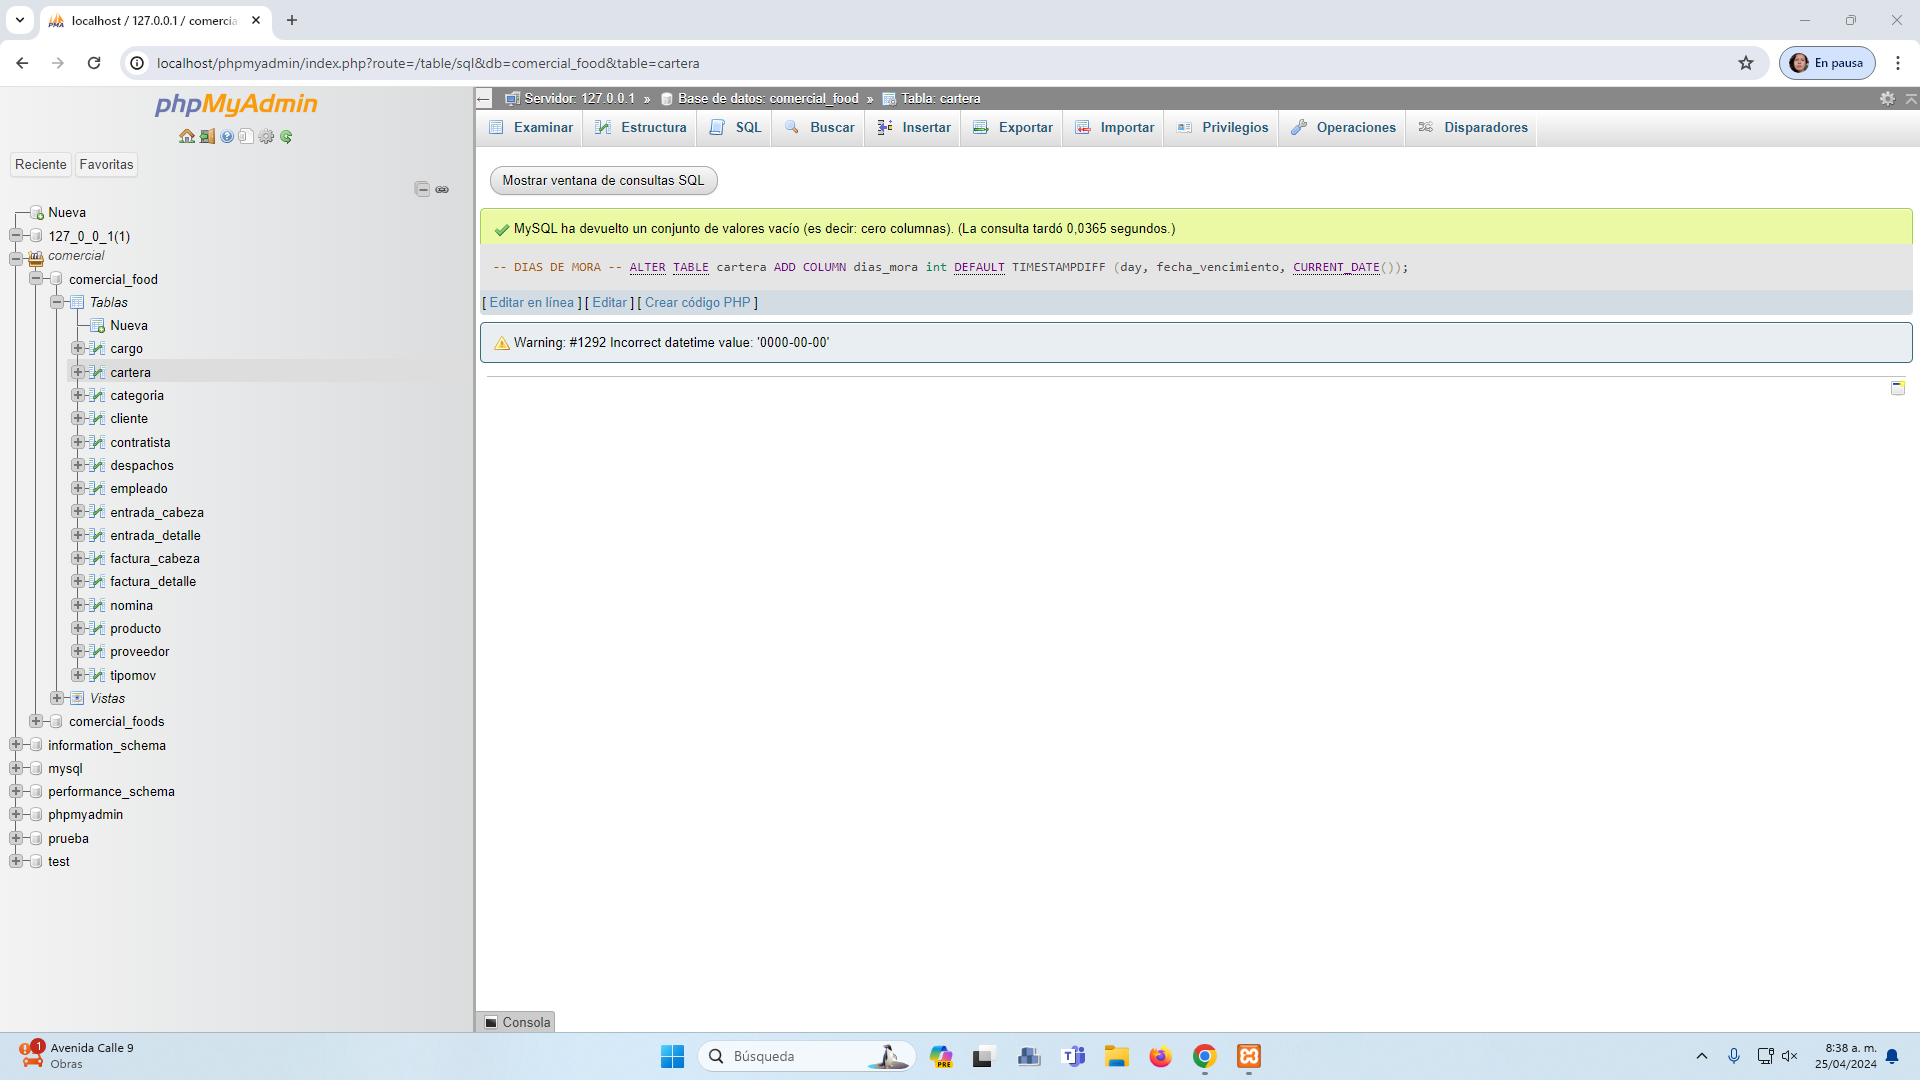 localhost / 127.0.0.1 / comercia
localhost/phpmyadmin/index.php?route=/table/sql&db=comercial_food&table=cartera
En pausa
phpMyAdmin
Reciente
Favoritas
Nueva
127_0_0_1(1)
comercial
comercial_food
Tablas
Nueva
cargo
cartera
categoria
cliente
contratista
despachos
empleado
entrada_cabeza
entrada_detalle
factura_cabeza
factura_detalle
nomina
producto
proveedor
tipomov
Vistas
comercial_foods
information_schema
mysql
performance_schema
phpmyadmin
prueba
test
Servidor: 127.0.0.1 » Base de datos: comercial_food » Tabla: cartera
Examinar Estructura SQL Buscar Insertar Exportar Importar Privilegios Operaciones Disparadores
Mostrar ventana de consultas SQL
MySQL ha devuelto un conjunto de valores vacío (es decir: cero columnas). (La consulta tardó 0,0365 segundos.)
-- DIAS DE MORA -- ALTER TABLE cartera ADD COLUMN dias_mora int DEFAULT TIMESTAMPDIFF (day, fecha_vencimiento, CURRENT_DATE());
[ Editar en línea ] [ Editar ] [ Crear código PHP ]
Warning: #1292 Incorrect datetime value: '0000-00-00'
Consola
1
Avenida Calle 9
Obras
Búsqueda
PRE
8:38 a. m.
25/04/2024